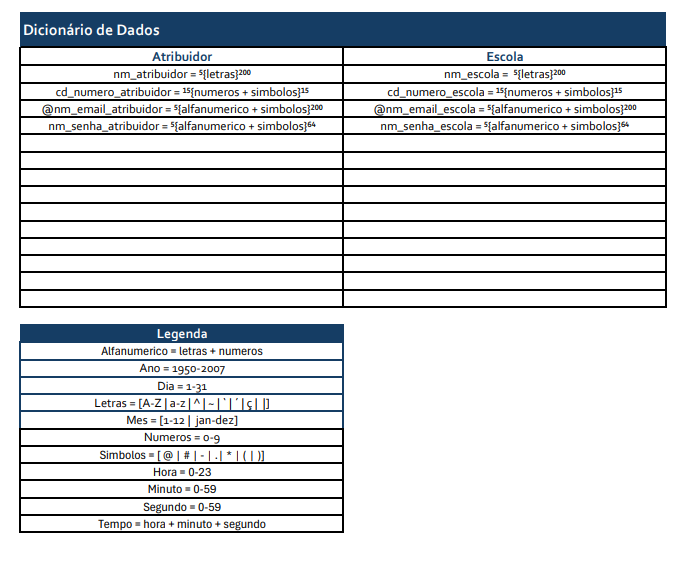 Dicionário de Dados
Atribuidor Escola
nm_atribuidor = ⁵{letras}²⁰⁰ nm_escola = ⁵{letras}²⁰⁰
cd_numero_atribuidor = ¹⁵{numeros + simbolos}¹⁵ cd_numero_escola = ¹⁵{numeros + simbolos}¹⁵
@nm_email_atribuidor = ⁵{alfanumerico + simbolos}²⁰⁰ @nm_email_escola = ⁵{alfanumerico + simbolos}²⁰⁰
nm_senha_atribuidor = ⁵{alfanumerico + simbolos}⁶⁴ nm_senha_escola = ⁵{alfanumerico + simbolos}⁶⁴
Legenda
Alfanumerico = letras + numeros
Ano = 1950-2007
Dia = 1-31
Letras = [A-Z | a-z | ^ | ~ | ` | ´ | ç | |]
Mes = [1-12 | jan-dez]
Numeros = 0-9
Simbolos = [ @ | # | - | . | * | ( | )]
Hora = 0-23
Minuto = 0-59
Segundo = 0-59
Tempo = hora + minuto + segundo